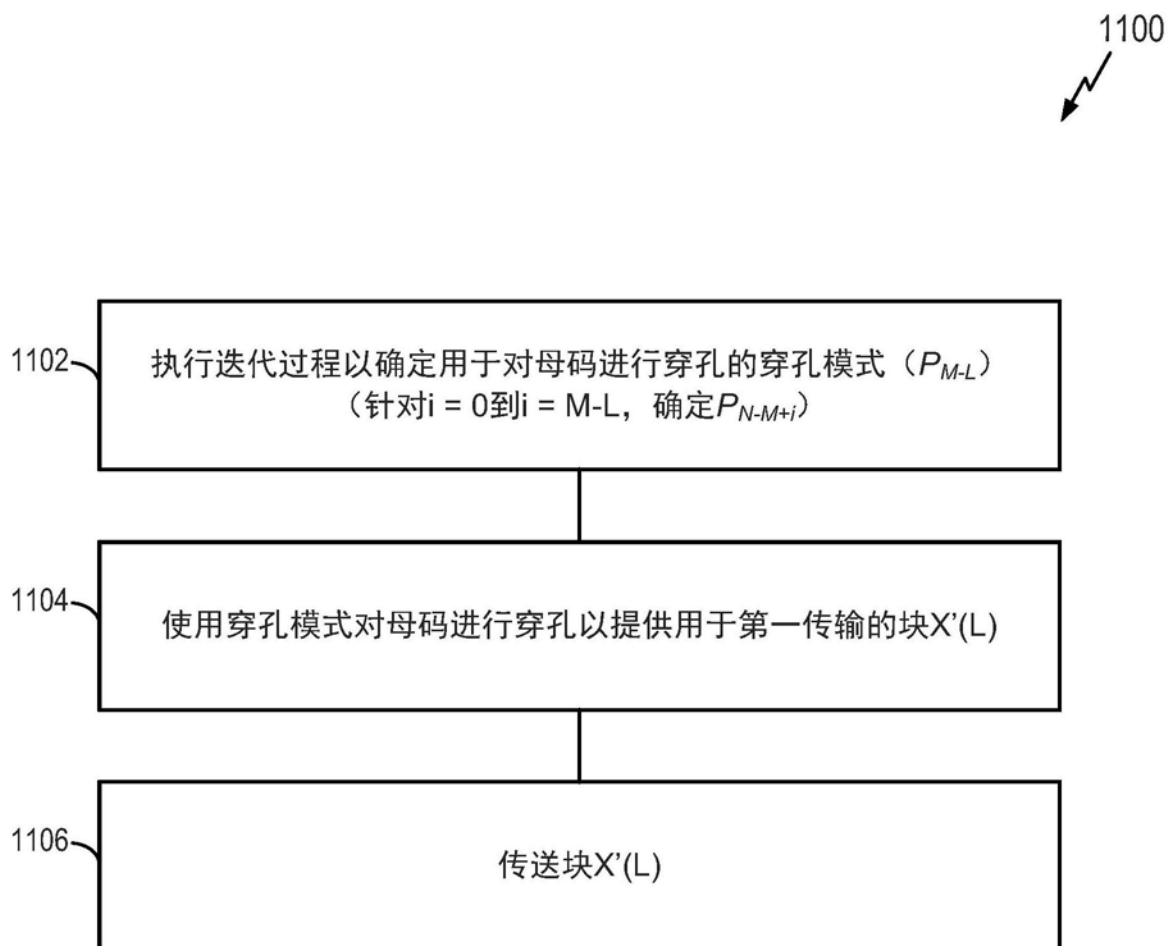 1100
1102
执行迭代过程以确定用于对母码进行穿孔的穿孔模式（P_{M-L}）
（针对i = 0到i = M-L，确定P_{N-M+i}）
1104
使用穿孔模式对母码进行穿孔以提供用于第一传输的块X’(L)
1106
传送块X’(L)